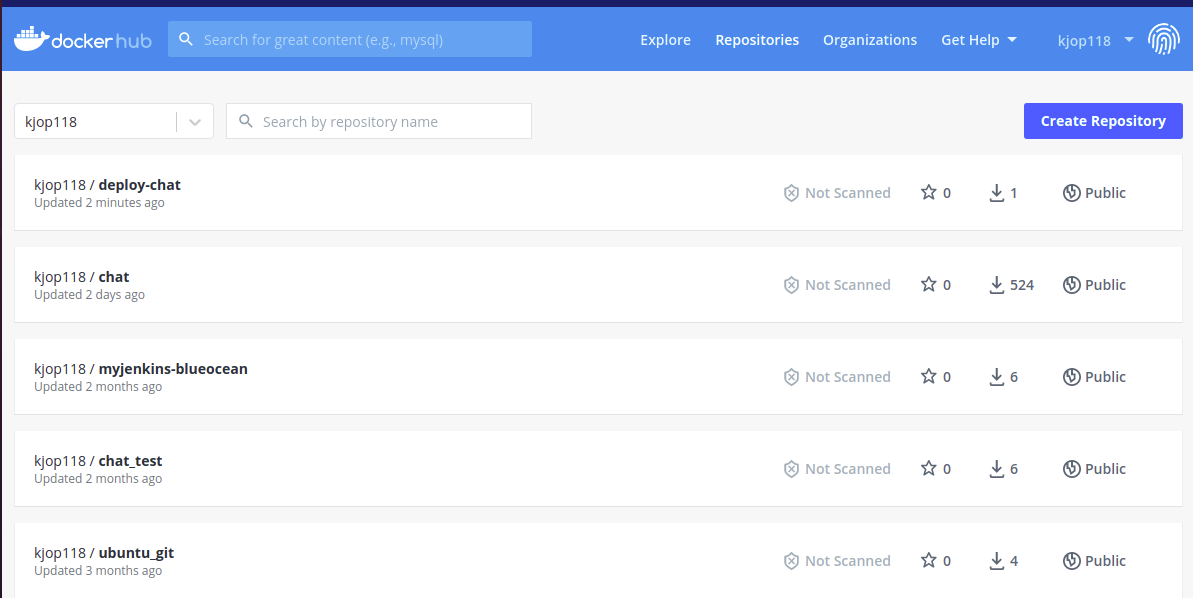 docker hub Search for great content (e.g., mysql) Explore Repositories Organizations Get Help kjop118
kjop118 Search by repository name Create Repository
kjop118 / deploy-chat
Updated 2 minutes ago
Not Scanned 0 1 Public
kjop118 / chat
Updated 2 days ago
Not Scanned 0 524 Public
kjop118 / myjenkins-blueocean
Updated 2 months ago
Not Scanned 0 6 Public
kjop118 / chat_test
Updated 2 months ago
Not Scanned 0 6 Public
kjop118 / ubuntu_git
Updated 3 months ago
Not Scanned 0 4 Public